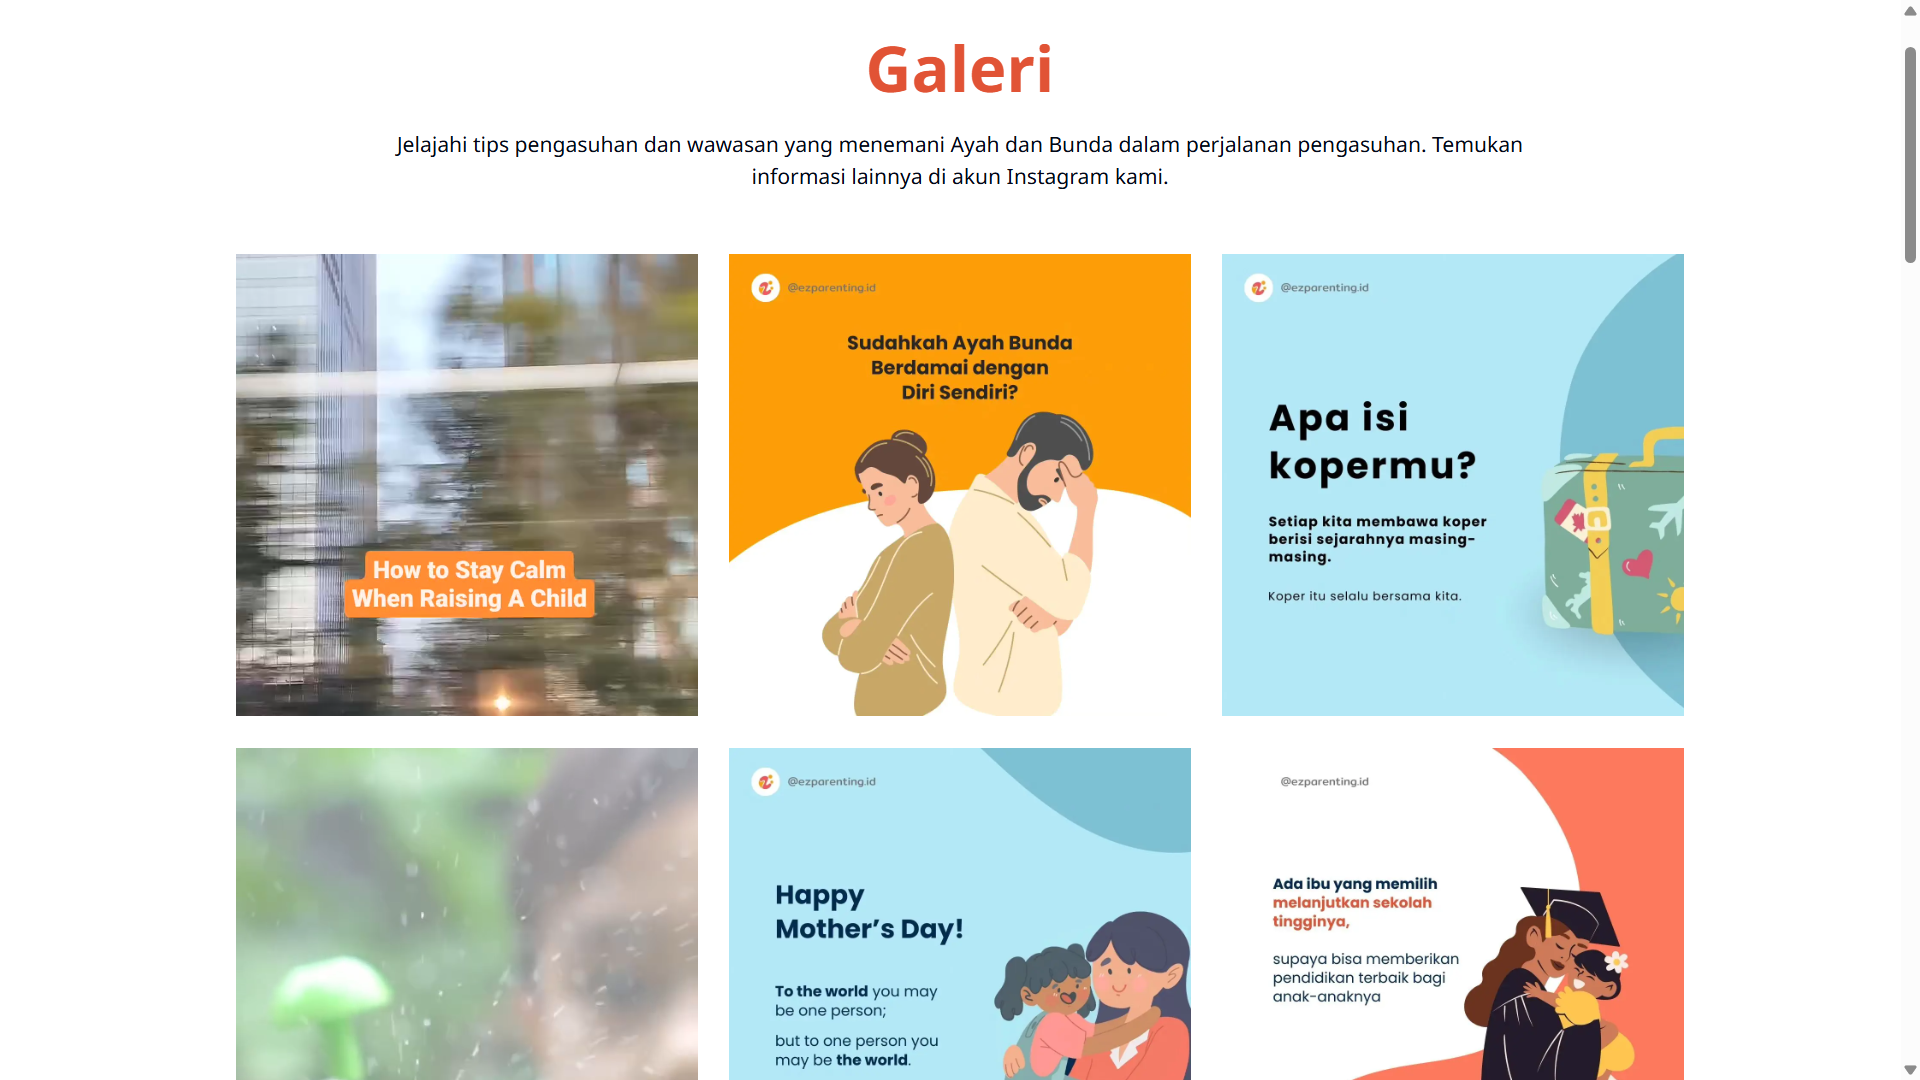 Galeri
Jelajahi tips pengasuhan dan wawasan yang menemani Ayah dan Bunda dalam perjalanan pengasuhan. Temukan
informasi lainnya di akun Instagram kami.
How to Stay Calm
When Raising A Child
@ezparenting.id
Sudahkah Ayah Bunda
Berdamai dengan
Diri Sendiri?
@ezparenting.id
Apa isi
kopermu?
Setiap kita membawa koper
berisi sejarahnya masing-
masing.
Koper itu selalu bersama kita.
@ezparenting.id
Happy
Mother’s Day!
To the world you may
be one person;
but to one person you
may be the world.
@ezparenting.id
Ada ibu yang memilih
melanjutkan sekolah
tingginya,
supaya bisa memberikan
pendidikan terbaik bagi
anak-anaknya